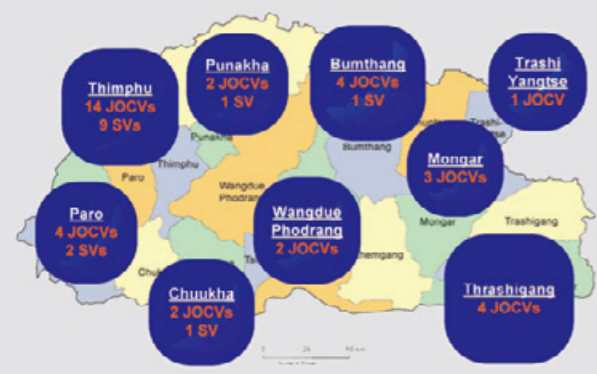 Punakha
2 JOCVs
1 SV
Bumthang
4 JOCVs
1 SV
Trashi
Yangtse
1 JOCV
Thimphu
14 JOCVs
9 SVs
Mongar
3 JOCVs
Paro
4 JOCVs
2 SVs
Wangdue
Phodrang
2 JOCVs
Chuukha
2 JOCVs
1 SV
Thrashigang
4 JOCVs
Punakha
Thimphu
Paro
Wangdue
Phodrang
Bumthang
Trashi-
Mongar
Trashigang